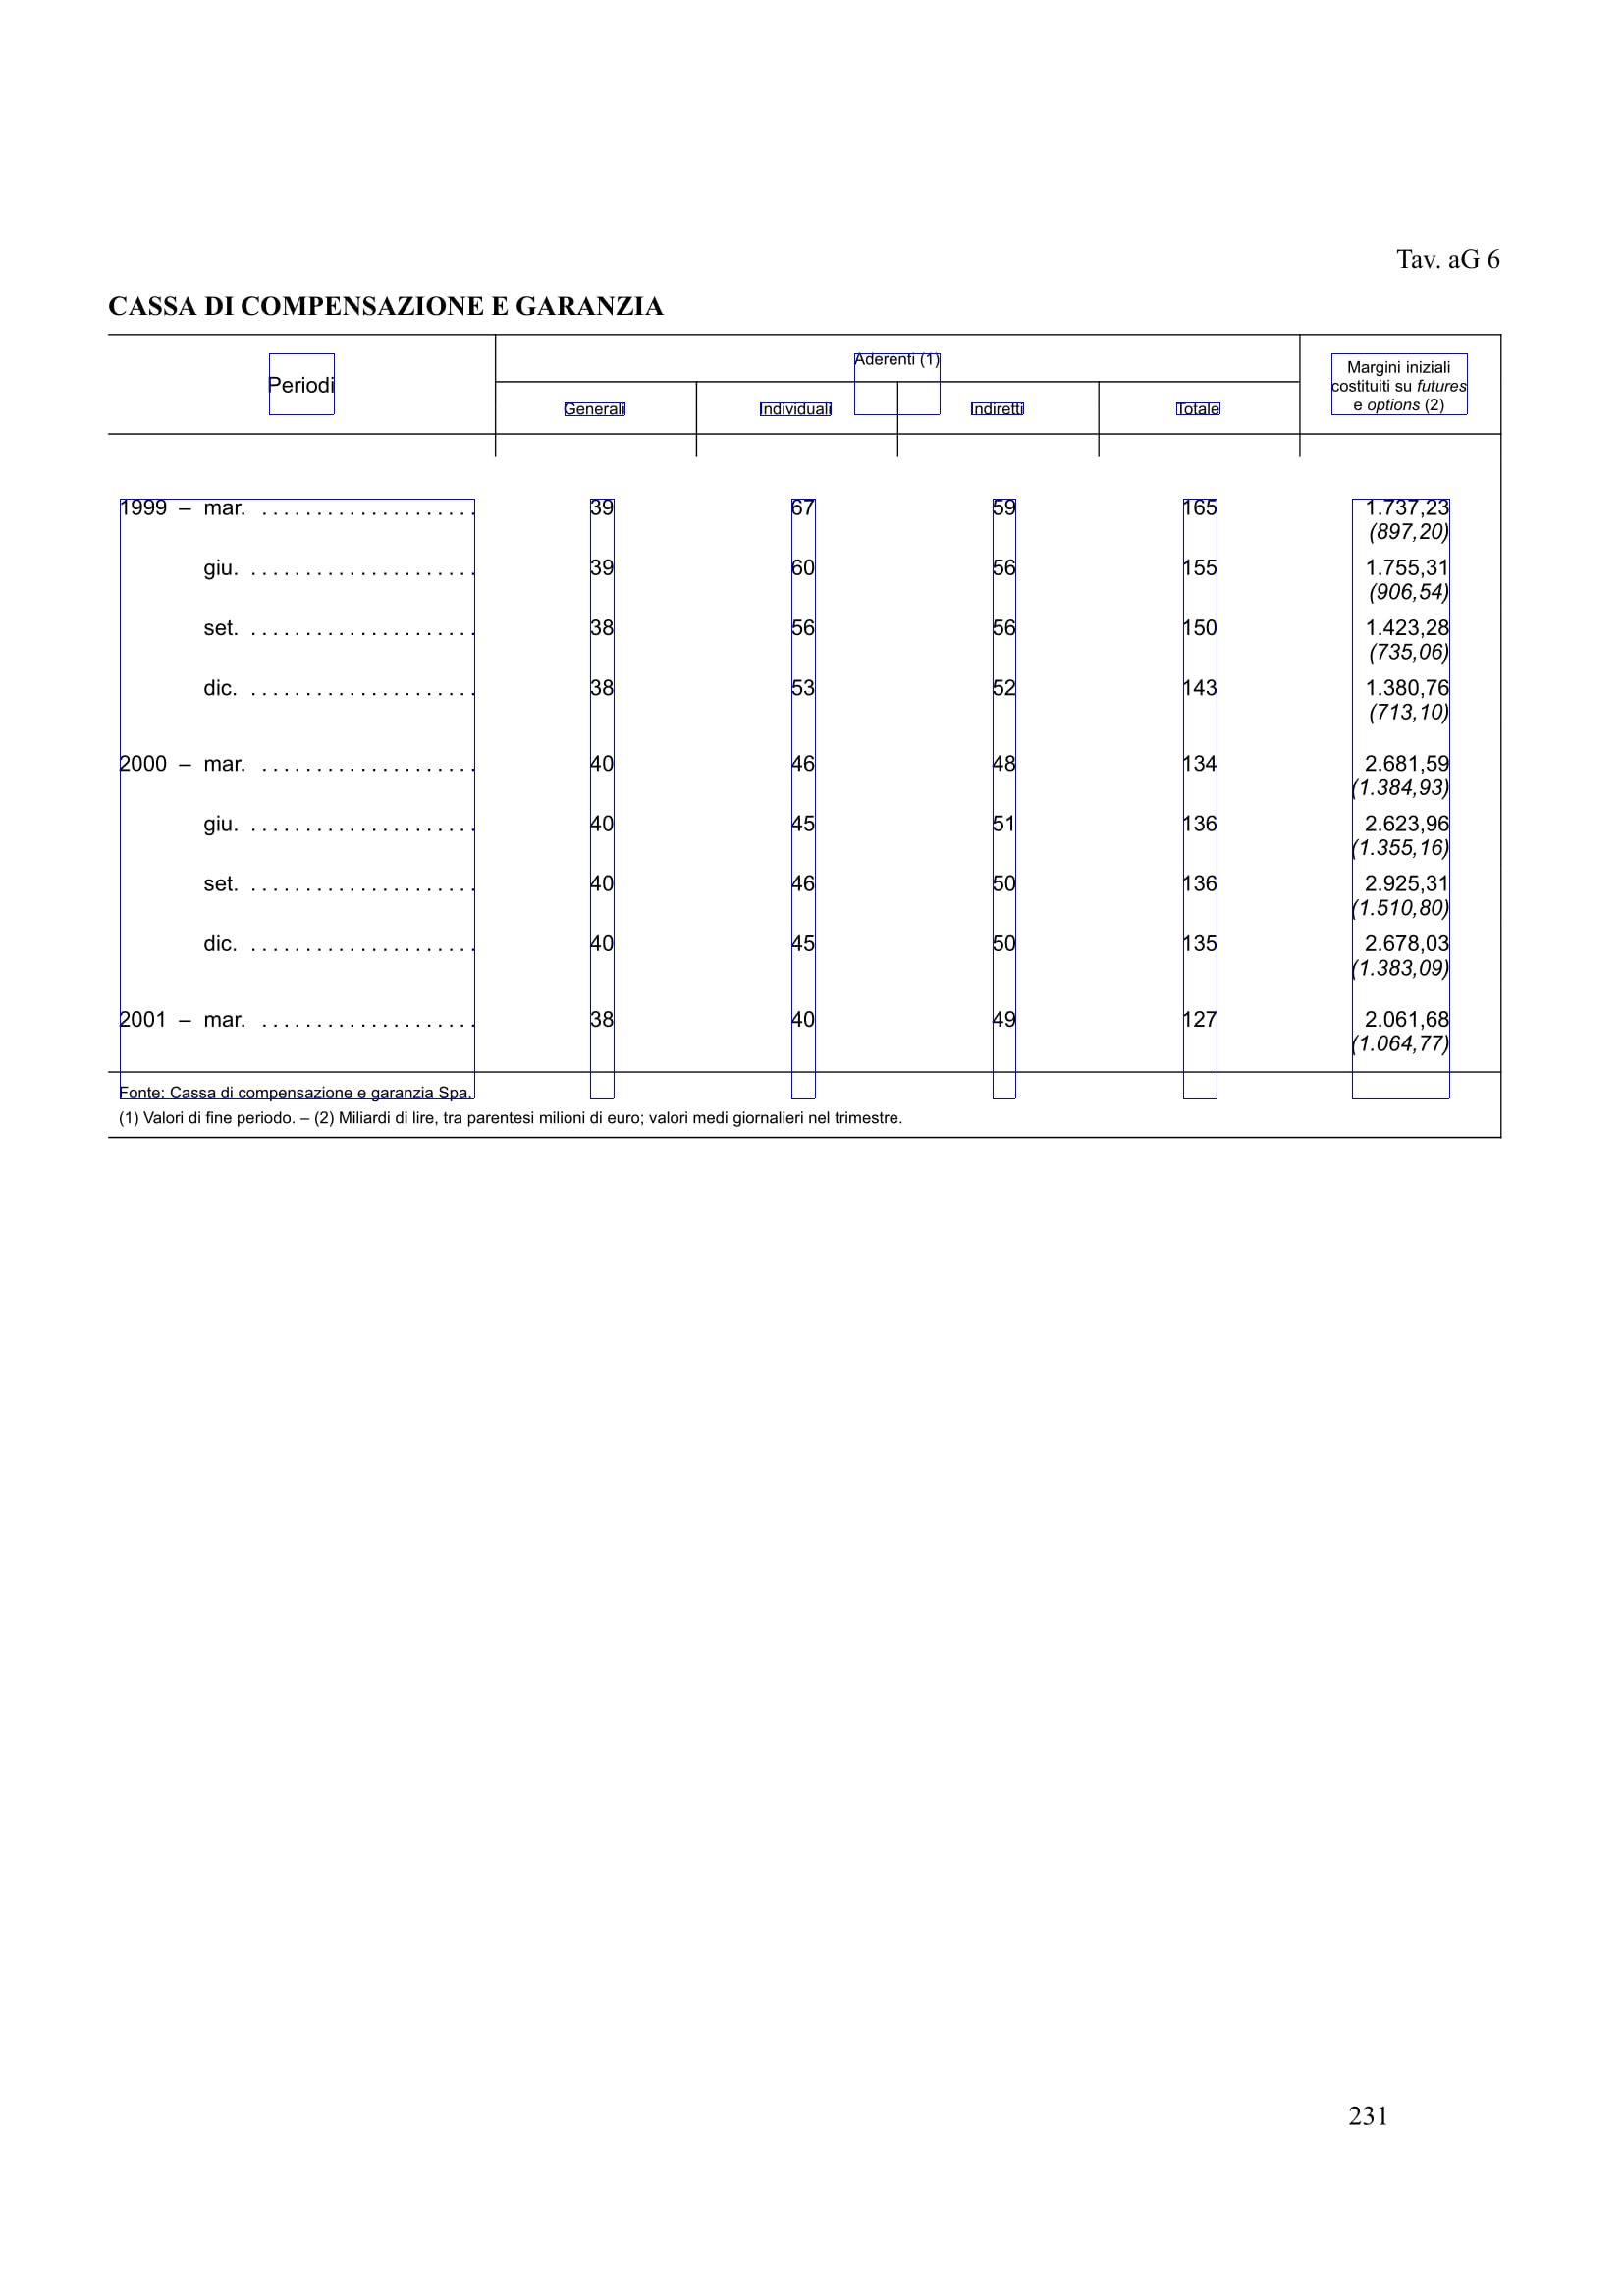 Tav. aG 6
CASSA DI COMPENSAZIONE E GARANZIA
Periodi
Aderenti (1)
Generali Individuali Indiretti Totale
Margini iniziali
costituiti su futures
e options (2)
1999 – mar. .................... 39 67 59 165 1.737,23
(897,20)
giu. ..................... 39 60 56 155 1.755,31
(906,54)
set. ..................... 38 56 56 150 1.423,28
(735,06)
dic. ..................... 38 53 52 143 1.380,76
(713,10)
2000 – mar. .................... 40 46 48 134 2.681,59
(1.384,93)
giu. ..................... 40 45 51 136 2.623,96
(1.355,16)
set. ..................... 40 46 50 136 2.925,31
(1.510,80)
dic. ..................... 40 45 50 135 2.678,03
(1.383,09)
2001 – mar. .................... 38 40 49 127 2.061,68
(1.064,77)
Fonte: Cassa di compensazione e garanzia Spa.
(1) Valori di fine periodo. – (2) Miliardi di lire, tra parentesi milioni di euro; valori medi giornalieri nel trimestre.
231